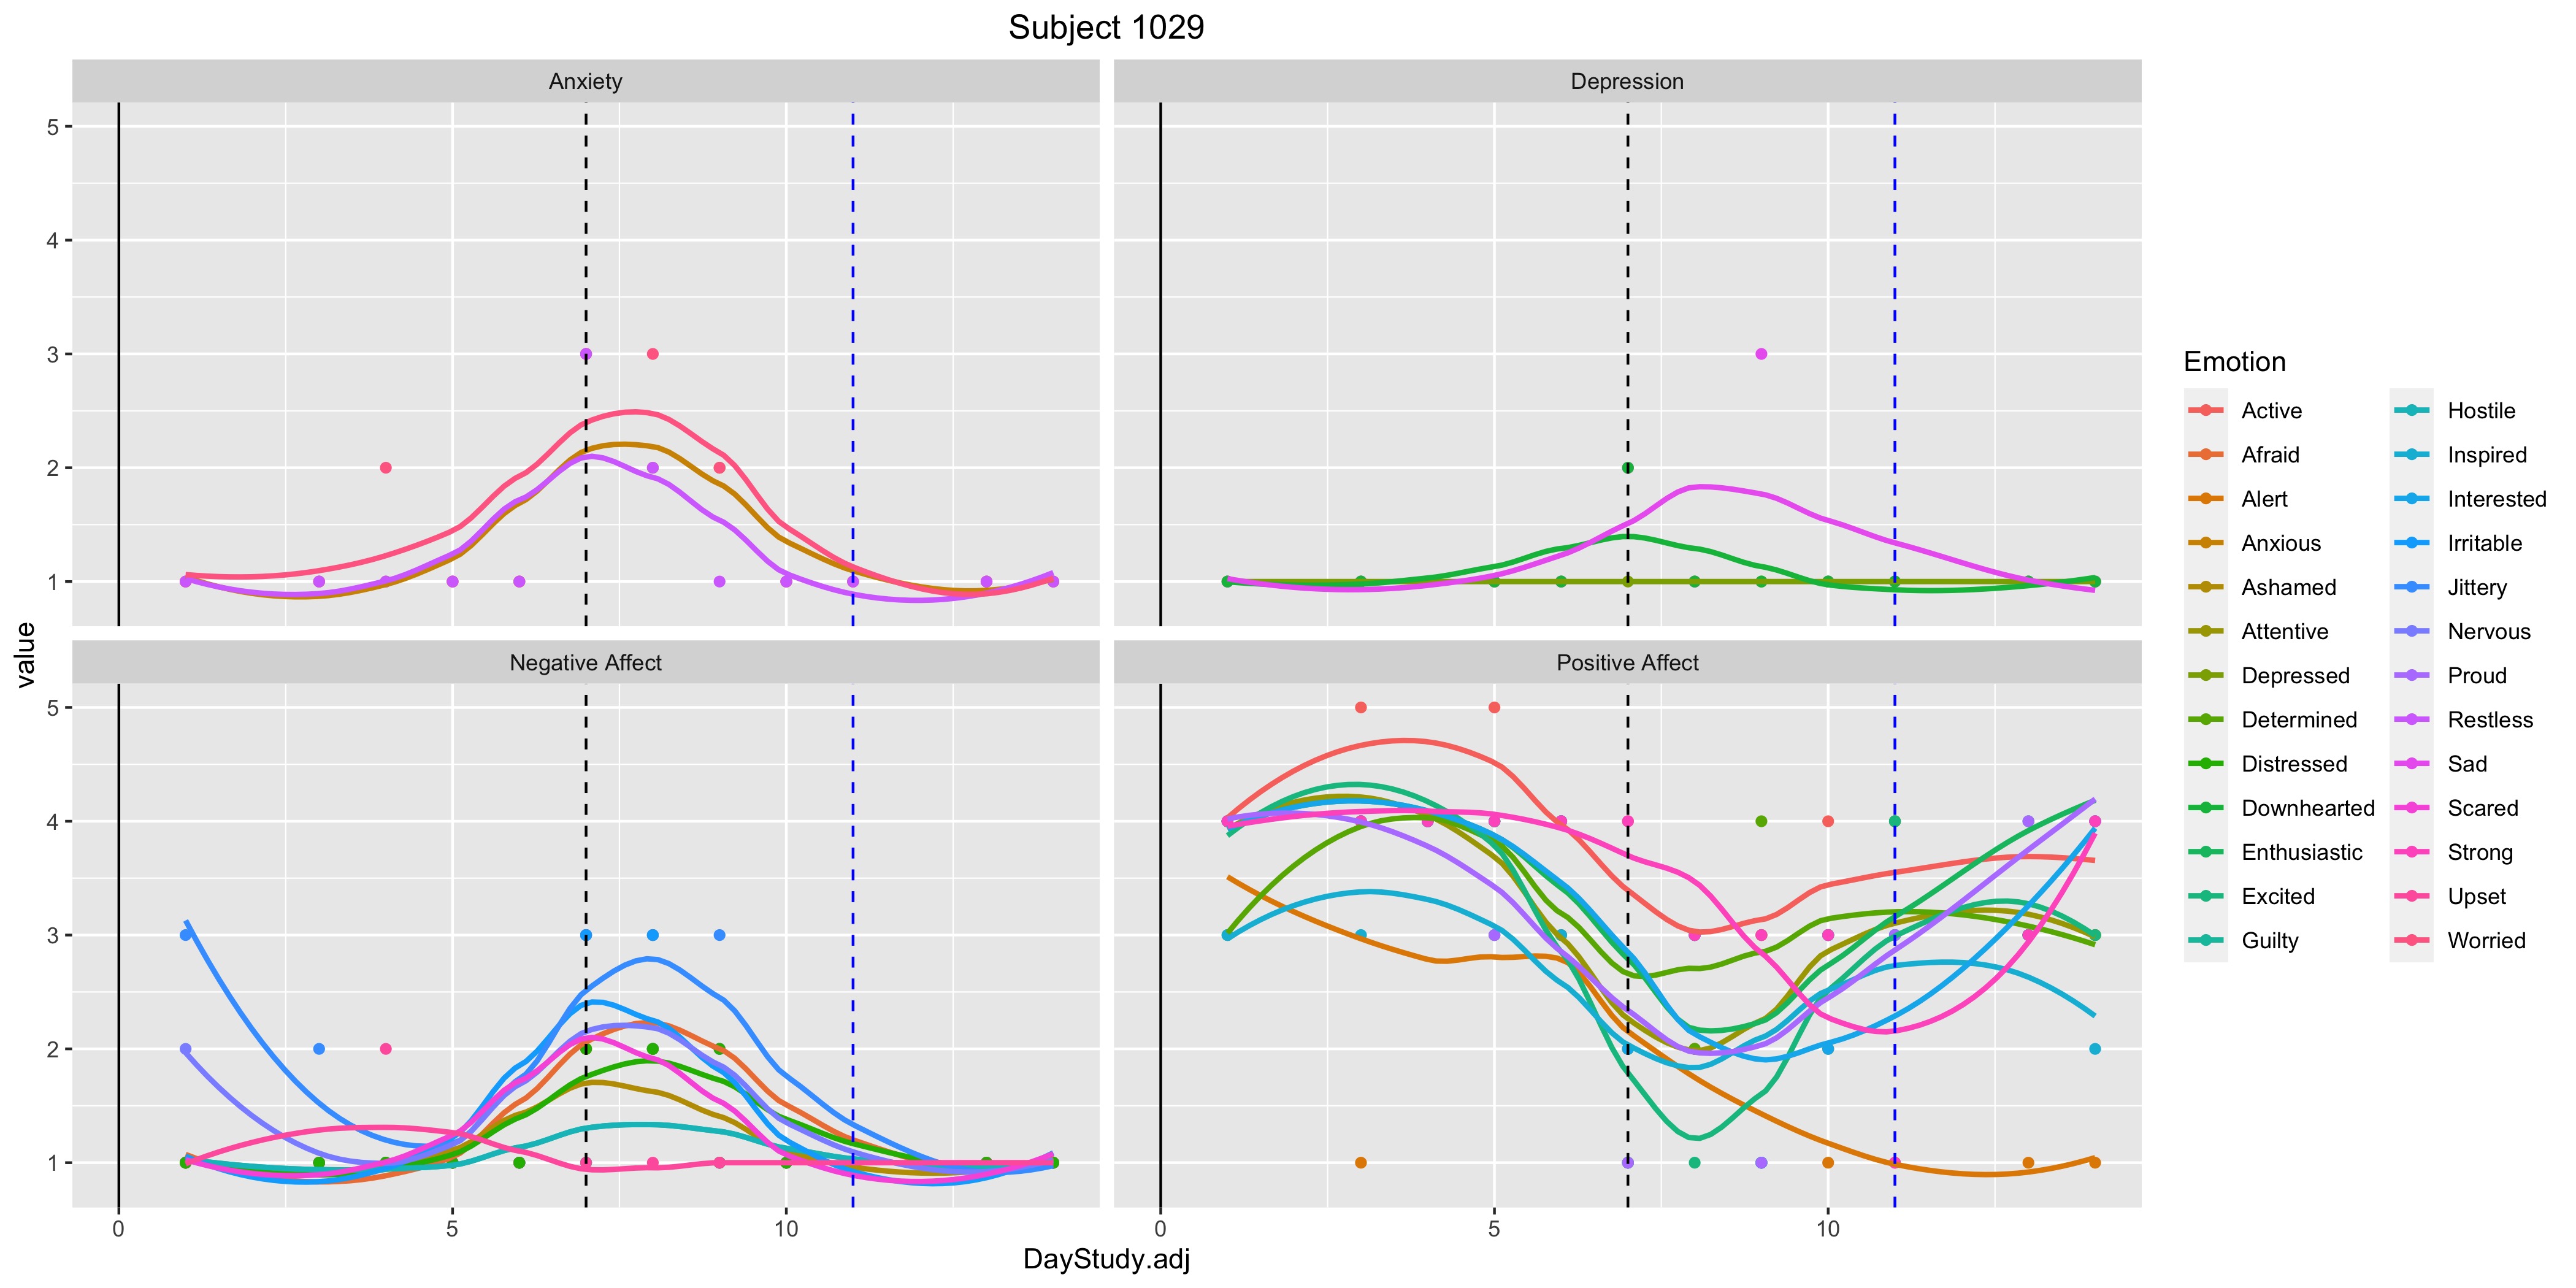 Subject 1029
Anxiety
Depression
5
4
3
2
1
Negative Affect
Positive Affect
5
4
3
2
1
0
5
10
0
5
10
value
DayStudy.adj
Emotion
Active
Afraid
Alert
Anxious
Ashamed
Attentive
Depressed
Determined
Distressed
Downhearted
Enthusiastic
Excited
Guilty
Hostile
Inspired
Interested
Irritable
Jittery
Nervous
Proud
Restless
Sad
Scared
Strong
Upset
Worried